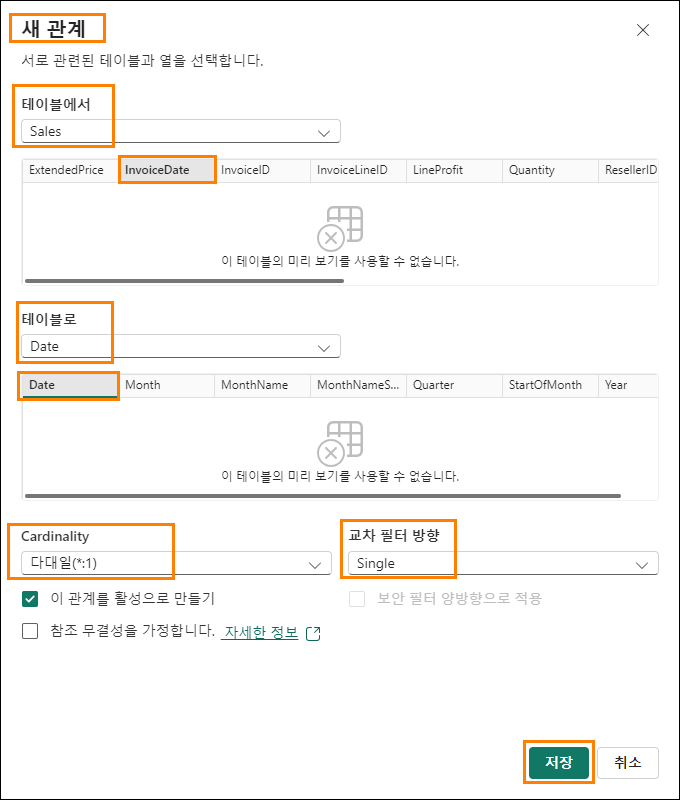 새 관계
서로 관련된 테이블과 열을 선택합니다.
테이블에서
Sales
ExtendedPrice InvoiceDate InvoiceID InvoiceLineID LineProfit Quantity ResellerID
이 테이블의 미리 보기를 사용할 수 없습니다.
테이블로
Date
Date Month MonthName MonthNameS... Quarter StartOfMonth Year
이 테이블의 미리 보기를 사용할 수 없습니다.
Cardinality 교차 필터 방향
다대일(*:1) Single
이 관계를 활성으로 만들기 보안 필터 양방향으로 적용
참조 무결성을 가정합니다. 자세한 정보
저장 취소